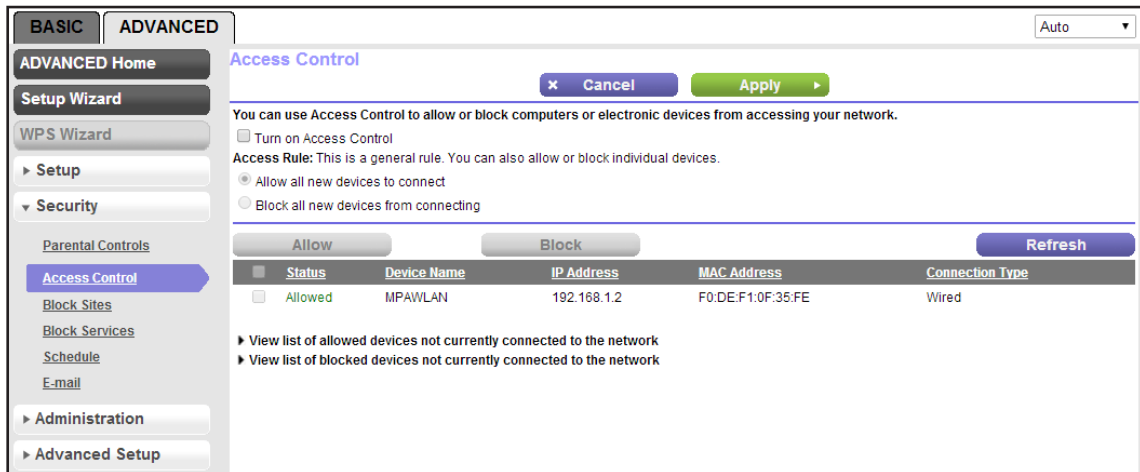 BASIC ADVANCED Auto
ADVANCED Home
Setup Wizard
WPS Wizard
Setup
Security
Parental Controls
Access Control
Block Sites
Block Services
Schedule
E-mail
Administration
Advanced Setup
Access Control
Cancel Apply
You can use Access Control to allow or block computers or electronic devices from accessing your network.
Turn on Access Control
Access Rule: This is a general rule. You can also allow or block individual devices.
Allow all new devices to connect
Block all new devices from connecting
Allow Block Refresh
Status Device Name IP Address MAC Address Connection Type
Allowed MPAWLAN 192.168.1.2 F0:DE:F1:0F:35:FE Wired
View list of allowed devices not currently connected to the network
View list of blocked devices not currently connected to the network